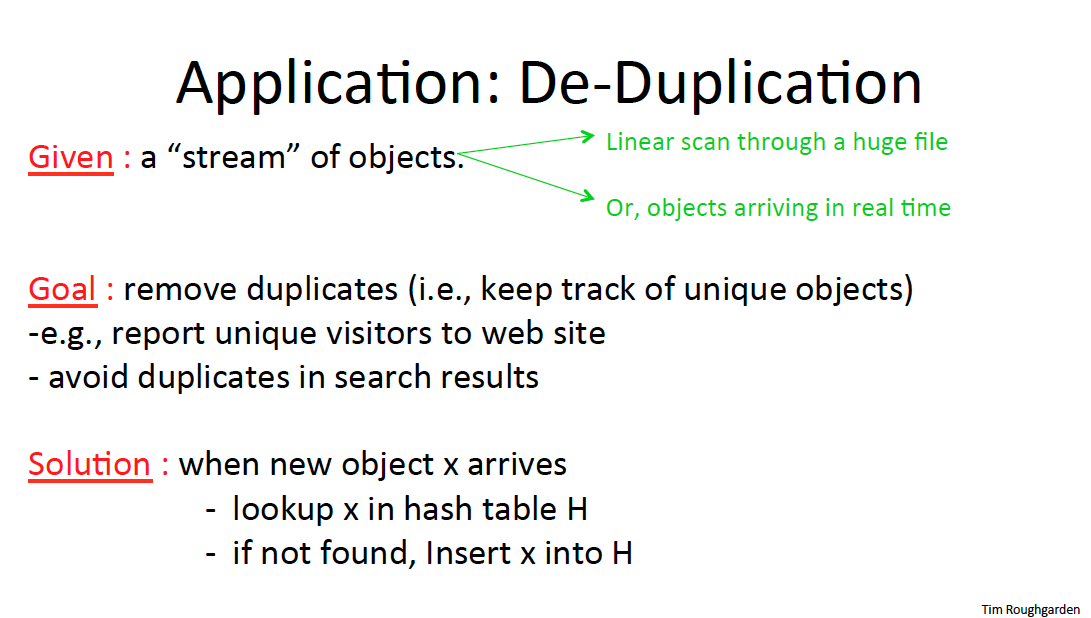 Application: De-Duplication
Given : a “stream” of objects.
Linear scan through a huge file
Or, objects arriving in real time
Goal : remove duplicates (i.e., keep track of unique objects)
-e.g., report unique visitors to web site
- avoid duplicates in search results
Solution : when new object x arrives
- lookup x in hash table H
- if not found, Insert x into H
Tim Roughgarden